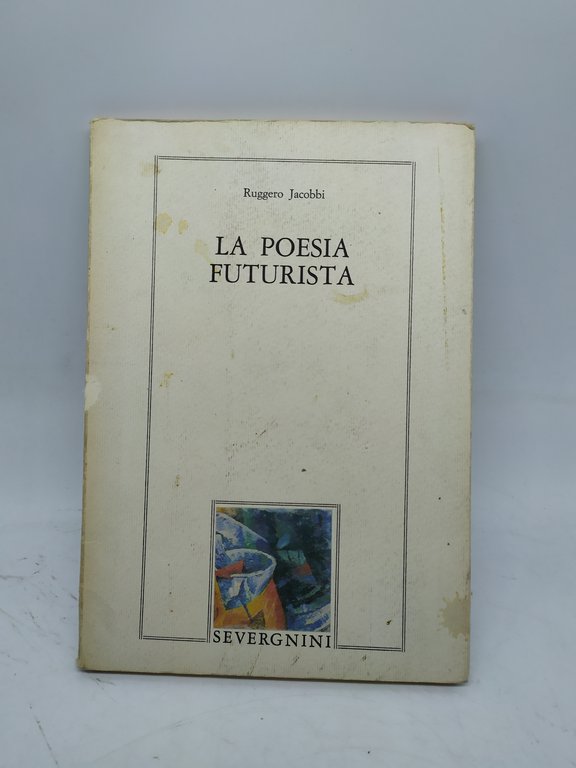 Ruggero Jacobbi
LA POESIA
FUTURISTA
SEVERGNINI